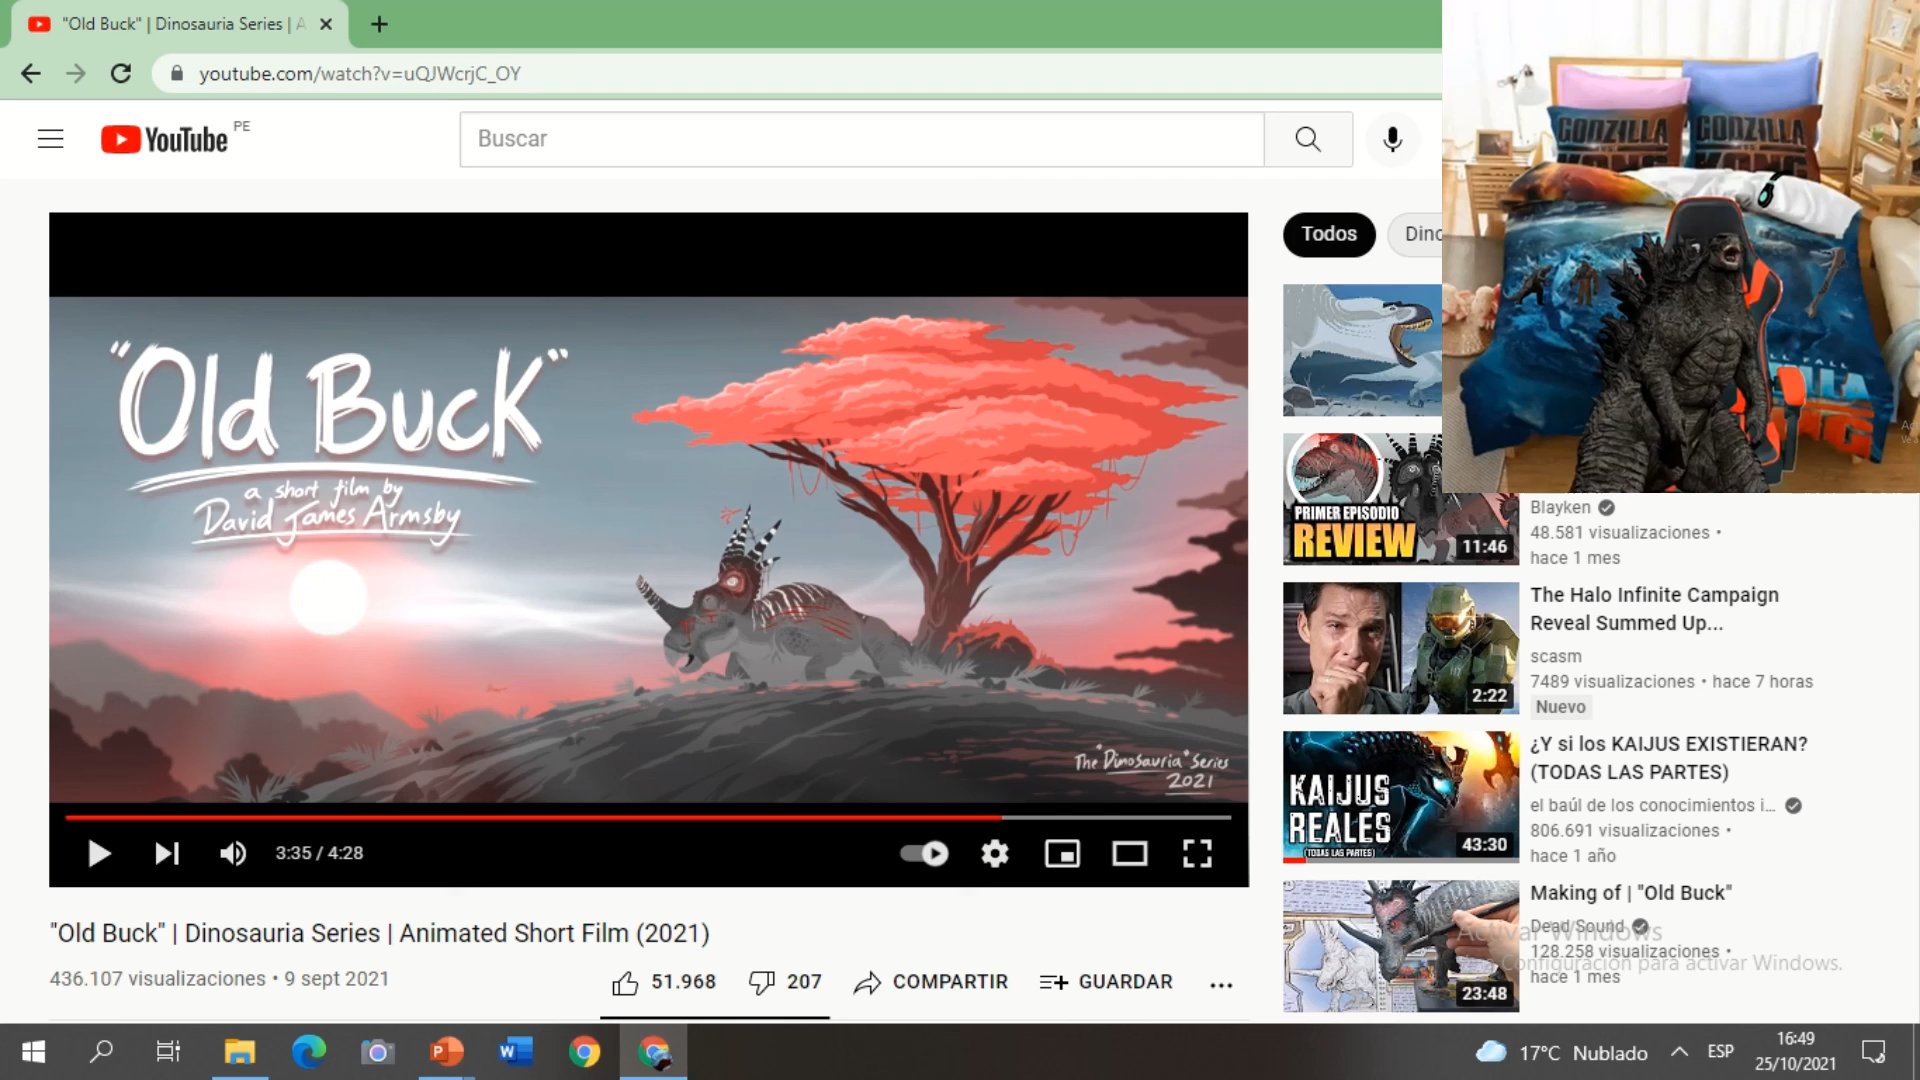 "Old Buck" | Dinosauria Series | A
youtube.com/watch?v=uQJWcrjC_OY
YouTube PE
Buscar
Todos
Dino
GODZILLA
GODZILLA
"Old Buck"
a short film by
David James Armsby
The "Dinosauria" Series
2021
3:35 / 4:28
"Old Buck" | Dinosauria Series | Animated Short Film (2021)
436.107 visualizaciones • 9 sept 2021
51.968
207
COMPARTIR
GUARDAR
PRIMER EPISODIO
REVIEW
11:46
Blayken
48.581 visualizaciones •
hace 1 mes
2:22
The Halo Infinite Campaign
Reveal Summed Up...
scasm
7489 visualizaciones • hace 7 horas
Nuevo
KAIJUS
REALES
(TODAS LAS PARTES)
43:30
¿Y si los KAIJUS EXISTIERAN?
(TODAS LAS PARTES)
el baúl de los conocimientos i...
806.691 visualizaciones •
hace 1 año
23:48
Making of | "Old Buck"
Dead Sound
128.258 visualizaciones •
hace 1 mes
Activar Windows
Configuración para activar Windows.
17°C Nublado
ESP
16:49
25/10/2021